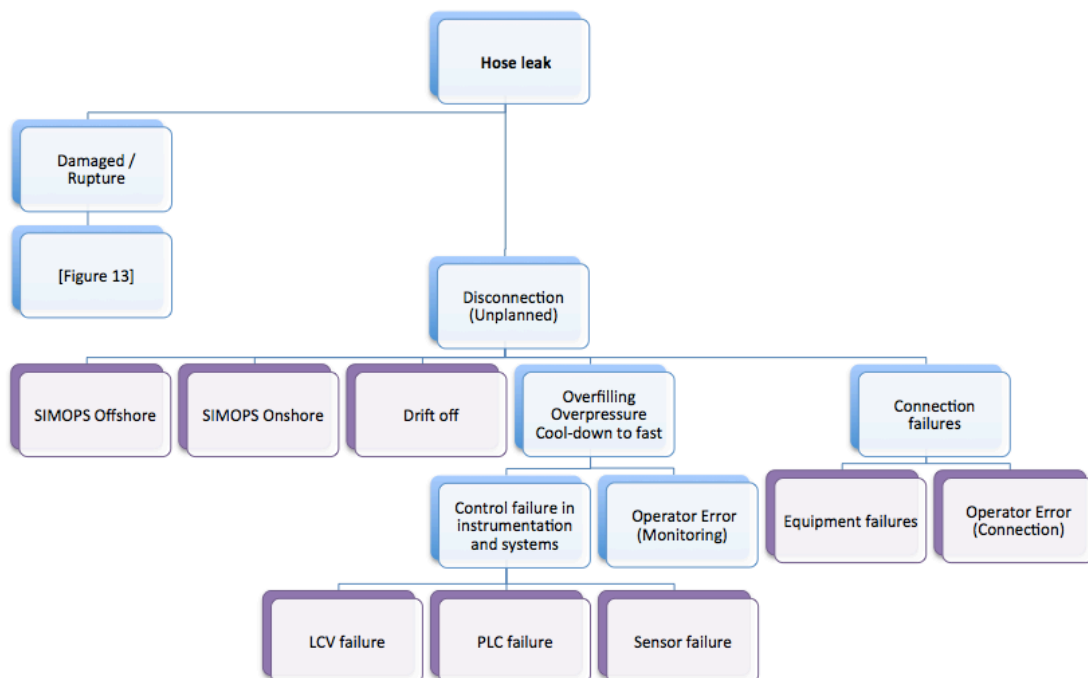 Hose leak
Damaged /
Rupture
[Figure 13]
Disconnection
(Unplanned)
SIMOPS Offshore
SIMOPS Onshore
Drift off
Overfilling
Overpressure
Cool-down to fast
Connection
failures
Control failure in
instrumentation
and systems
Operator Error
(Monitoring)
Equipment failures
Operator Error
(Connection)
LCV failure
PLC failure
Sensor failure